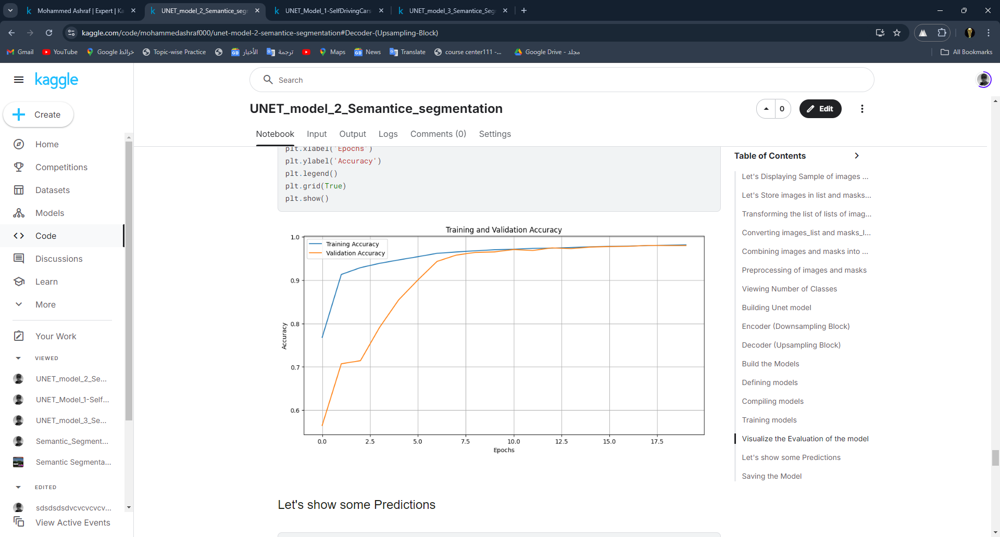 Mohammed Ashraf | Expert | Ka
UNET_model_2_Semantice_seg
UNET_Model_1-SelfDrivingCars
UNET_model_3_Semantice_Seg
kaggle.com/code/mohammedashraf000/unet-model-2-semantice-segmentation#Decoder-(Upsampling-Block)
Gmail
YouTube
Google خرائط
Topic-wise Practice
الأخبار
ترجمة
Maps
News
Translate
course center111 -...
Google Drive - مجلد
All Bookmarks
kaggle
Search
Create
UNET_model_2_Semantice_segmentation
0
Edit
Notebook
Input
Output
Logs
Comments (0)
Settings
Home
Competitions
Datasets
Models
Code
Discussions
Learn
More
Your Work
VIEWED
UNET_model_2_Se...
UNET_Model_1-Self...
UNET_model_3_Se...
Semantic_Segment...
Semantic Segmenta...
EDITED
sdsdsdsdvcvcvcvcv...
View Active Events
plt.xlabel('Epochs')
plt.ylabel('Accuracy')
plt.legend()
plt.grid(True)
plt.show()
Training and Validation Accuracy
Training Accuracy
Validation Accuracy
1.0
0.9
0.8
0.7
0.6
Accuracy
0.0
2.5
5.0
7.5
10.0
12.5
15.0
17.5
Epochs
Let's show some Predictions
Table of Contents
Let's Displaying Sample of images ...
Let's Store images in list and masks...
Transforming the list of lists of imag...
Converting images_list and masks_l...
Combining images and masks into ...
Preprocessing of images and masks
Viewing Number of Classes
Building Unet model
Encoder (Downsampling Block)
Decoder (Upsampling Block)
Build the Models
Defining models
Compiling models
Training models
Visualize the Evaluation of the model
Let's show some Predictions
Saving the Model